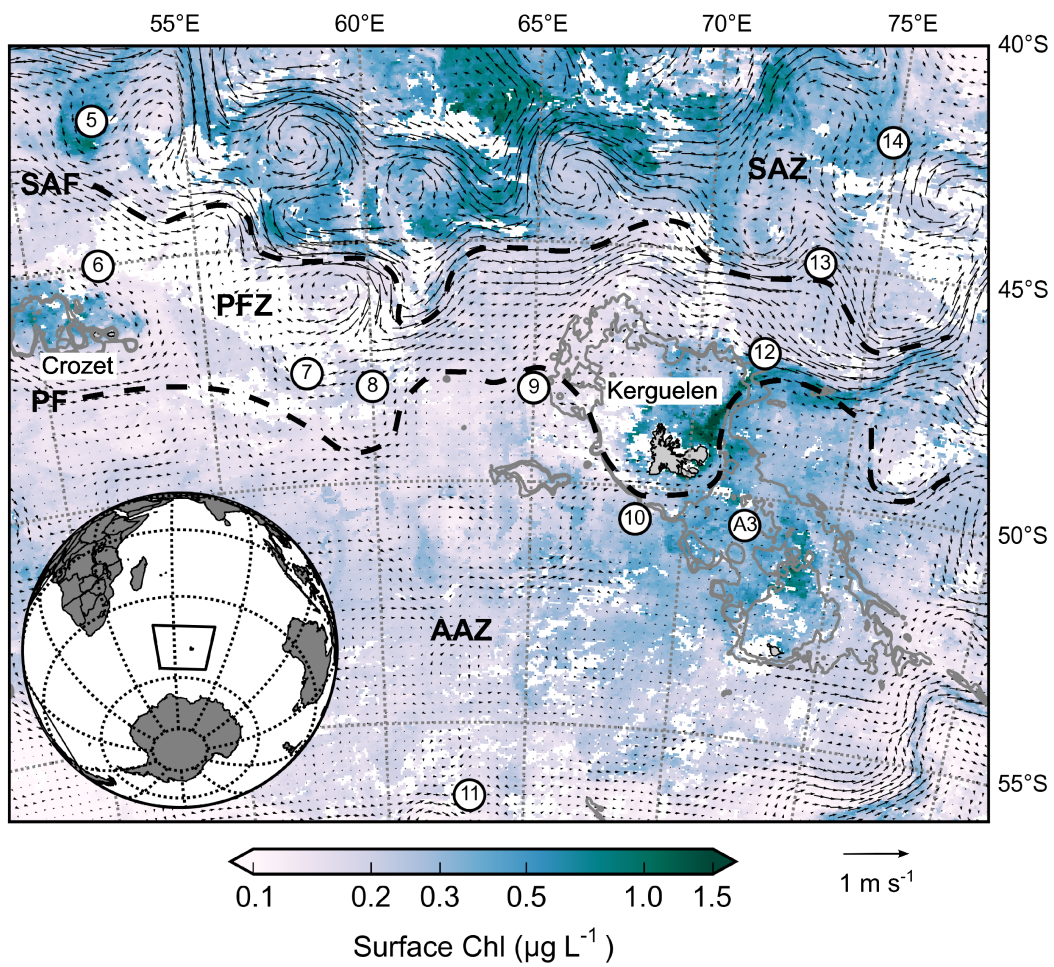 55°E 60°E 65°E 70°E 75°E
40°S
5
14
SAF
SAZ
6
13
45°S
7
PFZ
12
Crozet
8
9
Kerguelen
PF
10
A3
50°S
AAZ
11
55°S
0.1 0.2 0.3 0.5 1.0 1.5
1 m s⁻¹
Surface Chl (µg L⁻¹ )